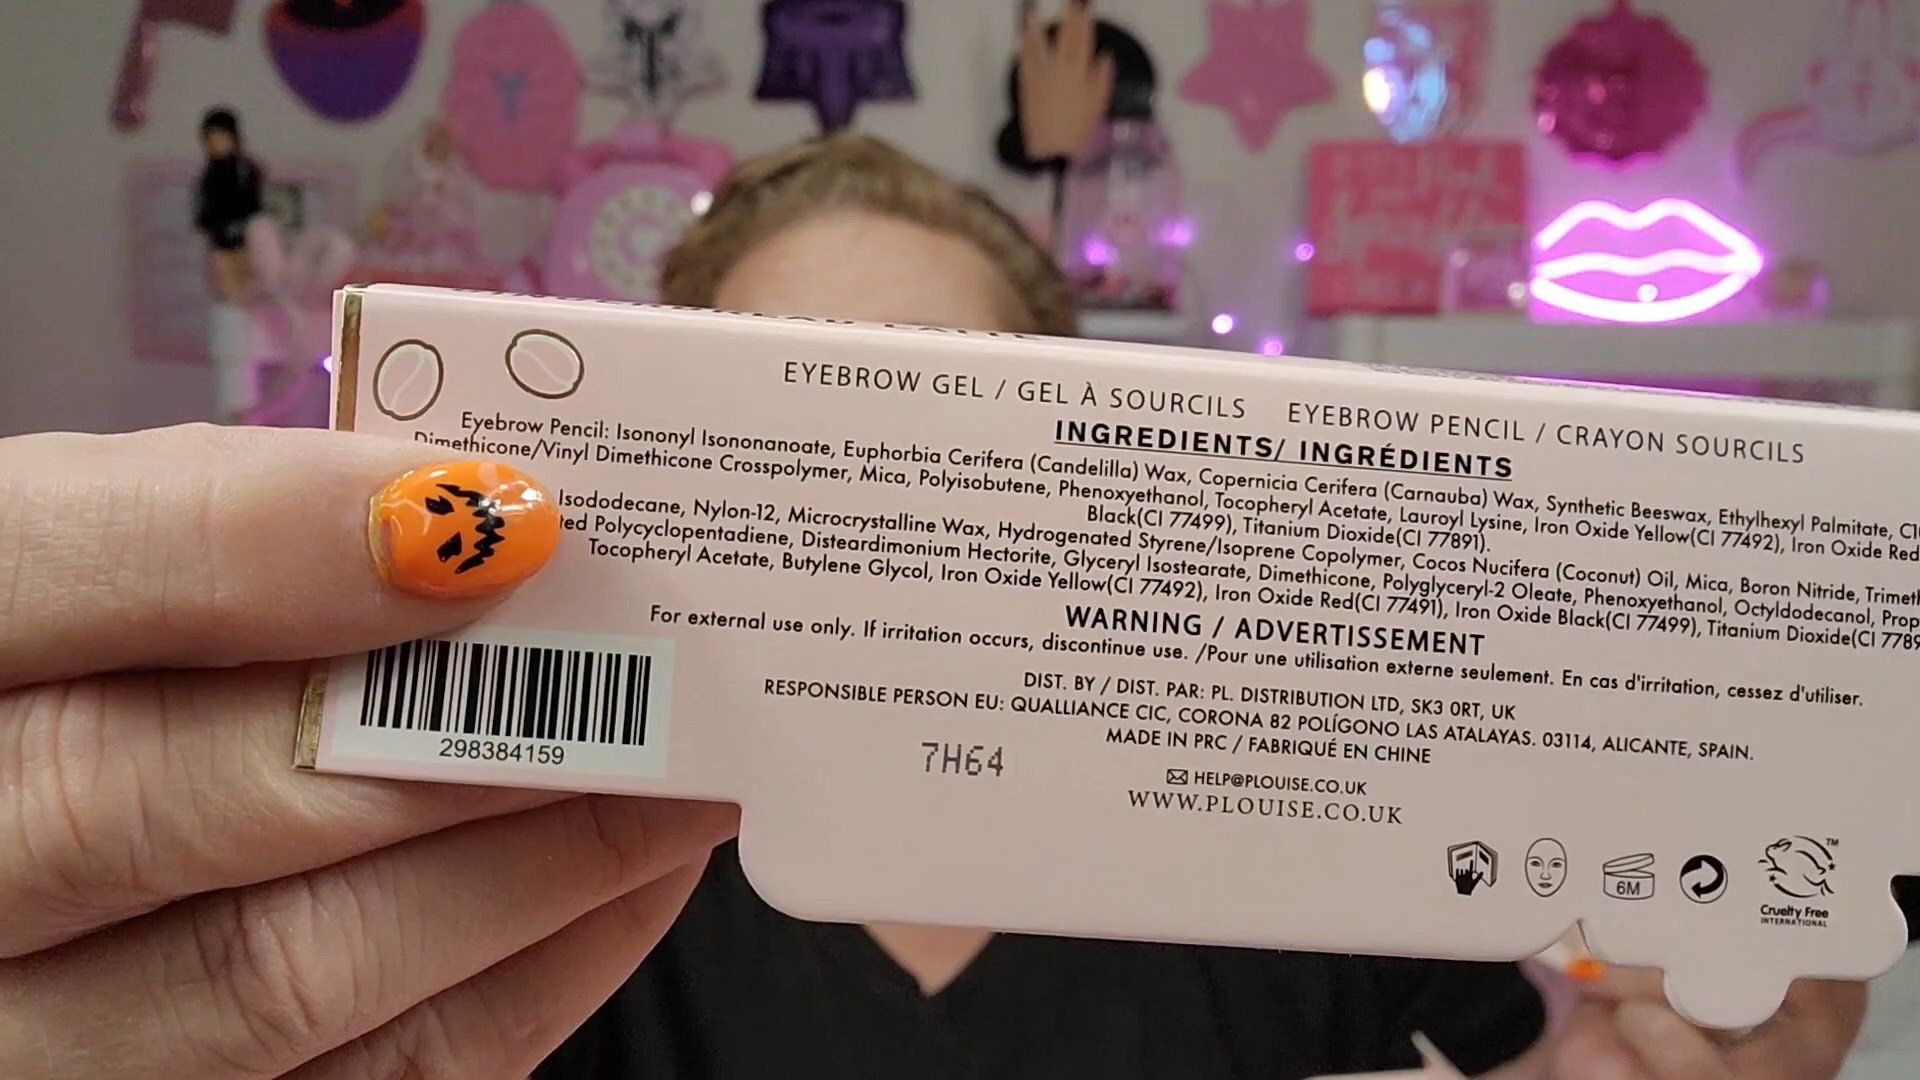 EYEBROW GEL / GEL À SOURCILS EYEBROW PENCIL / CRAYON SOURCILS
INGREDIENTS/ INGRÉDIENTS
Eyebrow Pencil: Isononyl Isononanoate, Euphorbia Cerifera (Candelilla) Wax, Copernicia Cerifera (Carnauba) Wax, Synthetic Beeswax, Ethylhexyl Palmitate,
Dimethicone/Vinyl Dimethicone Crosspolymer, Mica, Polyisobutene, Phenoxyethanol, Tocopheryl Acetate, Lauroyl Lysine, Iron Oxide Yellow(CI 77492), Iron Oxide Red
Black(CI 77499), Titanium Dioxide(CI 77891).
Isododecane, Nylon-12, Microcrystalline Wax, Hydrogenated Styrene/Isoprene Copolymer, Cocos Nucifera (Coconut) Oil, Mica, Boron Nitride,
Polycyclopentadiene, Disteardimonium Hectorite, Glyceryl Isostearate, Dimethicone, Polyglyceryl-2 Oleate, Phenoxyethanol, Octyldodecanol,
Tocopheryl Acetate, Butylene Glycol, Iron Oxide Yellow(CI 77492), Iron Oxide Red(CI 77491), Iron Oxide Black(CI 77499), Titanium Dioxide(CI 7789
WARNING / ADVERTISSEMENT
For external use only. If irritation occurs, discontinue use. /Pour une utilisation externe seulement. En cas d'irritation, cessez d'utiliser.
DIST. BY / DIST. PAR: PL. DISTRIBUTION LTD, SK3 0RT, UK
RESPONSIBLE PERSON EU: QUALLIANCE CIC, CORONA 82 POLÍGONO LAS ATALAYAS. 03114, ALICANTE, SPAIN.
MADE IN PRC / FABRIQUÉ EN CHINE
HELP@PLOUISE.CO.UK
WWW.PLOUISE.CO.UK
298384159
7H64
6M
TM
Cruelty Free
INTERNATIONAL